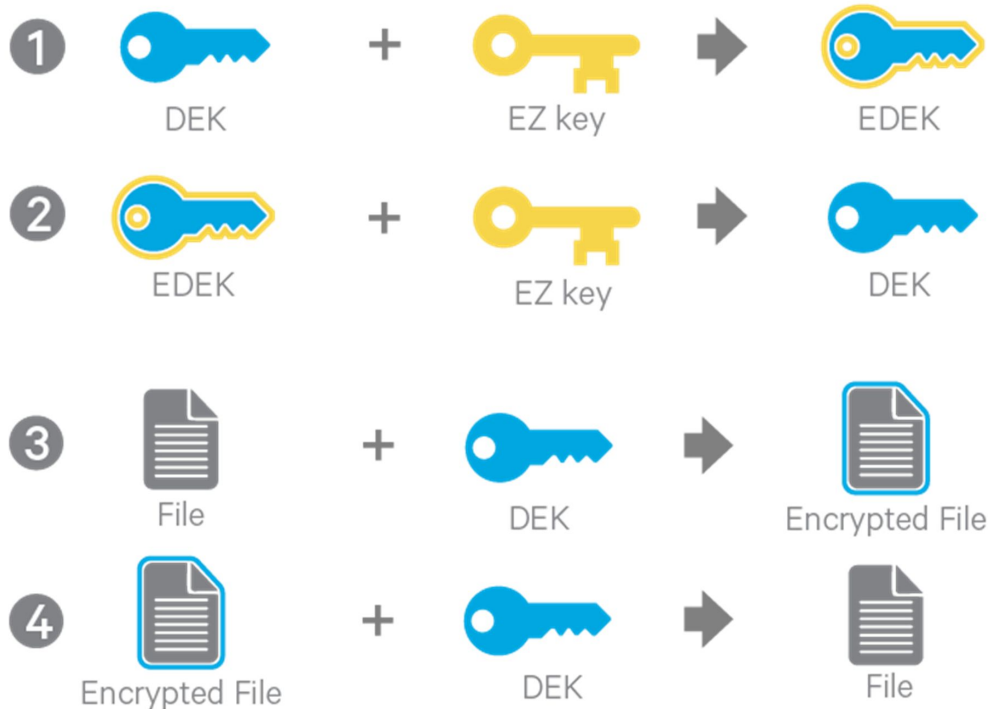 1
DEK + EZ key EDEK
2
EDEK + EZ key DEK
3
File + DEK Encrypted File
4
Encrypted File + DEK File